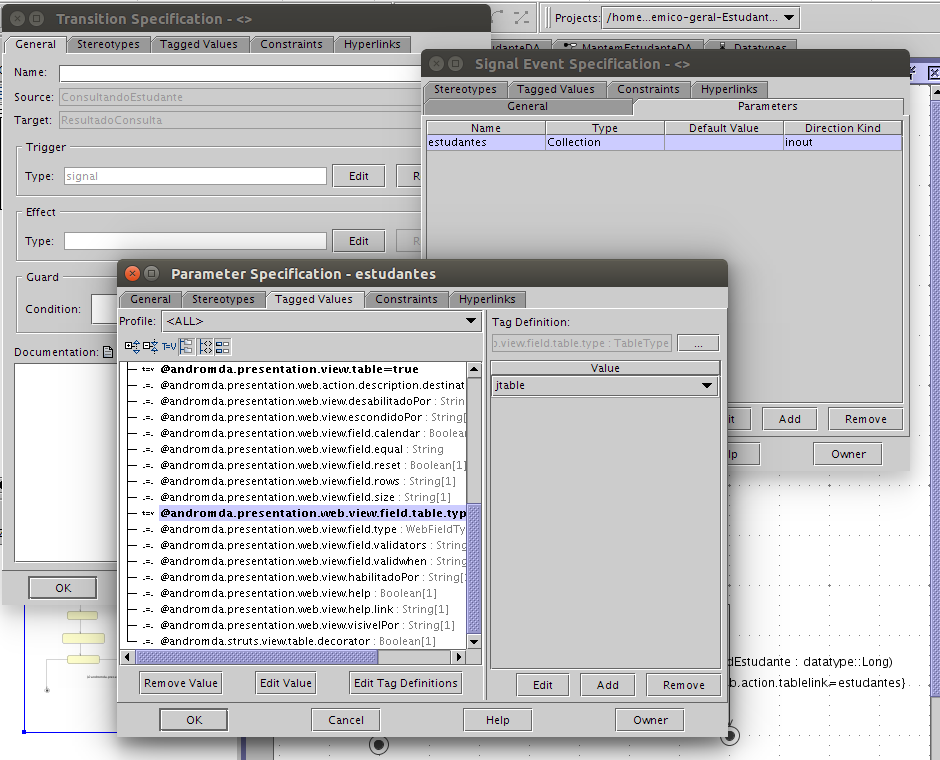 Transition Specification - <>
General Stereotypes Tagged Values Constraints Hyperlinks
Name:
Source: ConsultandoEstudante
Target: ResultadoConsulta
Trigger
Type: signal Edit R
Effect
Type: Edit R
Guard
Condition:
Documentation:
OK
Projects: /home...emico-geral-Estudant...
udanteDA MantemEstudanteDA Datatypes
Signal Event Specification - <>
Stereotypes Tagged Values Constraints Hyperlinks
General Parameters
Name Type Default Value Direction Kind
estudantes Collection inout
it Add Remove
lp Owner
Parameter Specification - estudantes
General Stereotypes Tagged Values Constraints Hyperlinks
Profile: <ALL>
@andromda.presentation.view.table=true
@andromda.presentation.web.action.description.destinat
@andromda.presentation.web.view.desabilitadoPor : Strin
@andromda.presentation.web.view.escondidoPor : String[
@andromda.presentation.web.view.field.calendar : Boolean
@andromda.presentation.web.view.field.equal : String
@andromda.presentation.web.view.field.reset : Boolean[1]
@andromda.presentation.web.view.field.rows : String[1]
@andromda.presentation.web.view.field.size : String[1]
@andromda.presentation.web.view.field.table.typ
@andromda.presentation.web.view.field.type : WebFieldTy
@andromda.presentation.web.view.field.validators : String
@andromda.presentation.web.view.field.validwhen : String
@andromda.presentation.web.view.habilitadoPor : String[
@andromda.presentation.web.view.help : Boolean[1]
@andromda.presentation.web.view.help.link : String[1]
@andromda.presentation.web.view.visivelPor : String[1]
@andromda.struts.view.table.decorator : Boolean[1]
Remove Value Edit Value Edit Tag Definitions
Tag Definition:
b.view.field.table.type : TableType ...
Value
jtable
Edit Add Remove
OK Cancel Help Owner
dEstudante : datatype::Long)
b.action.tablelink=estudantes}